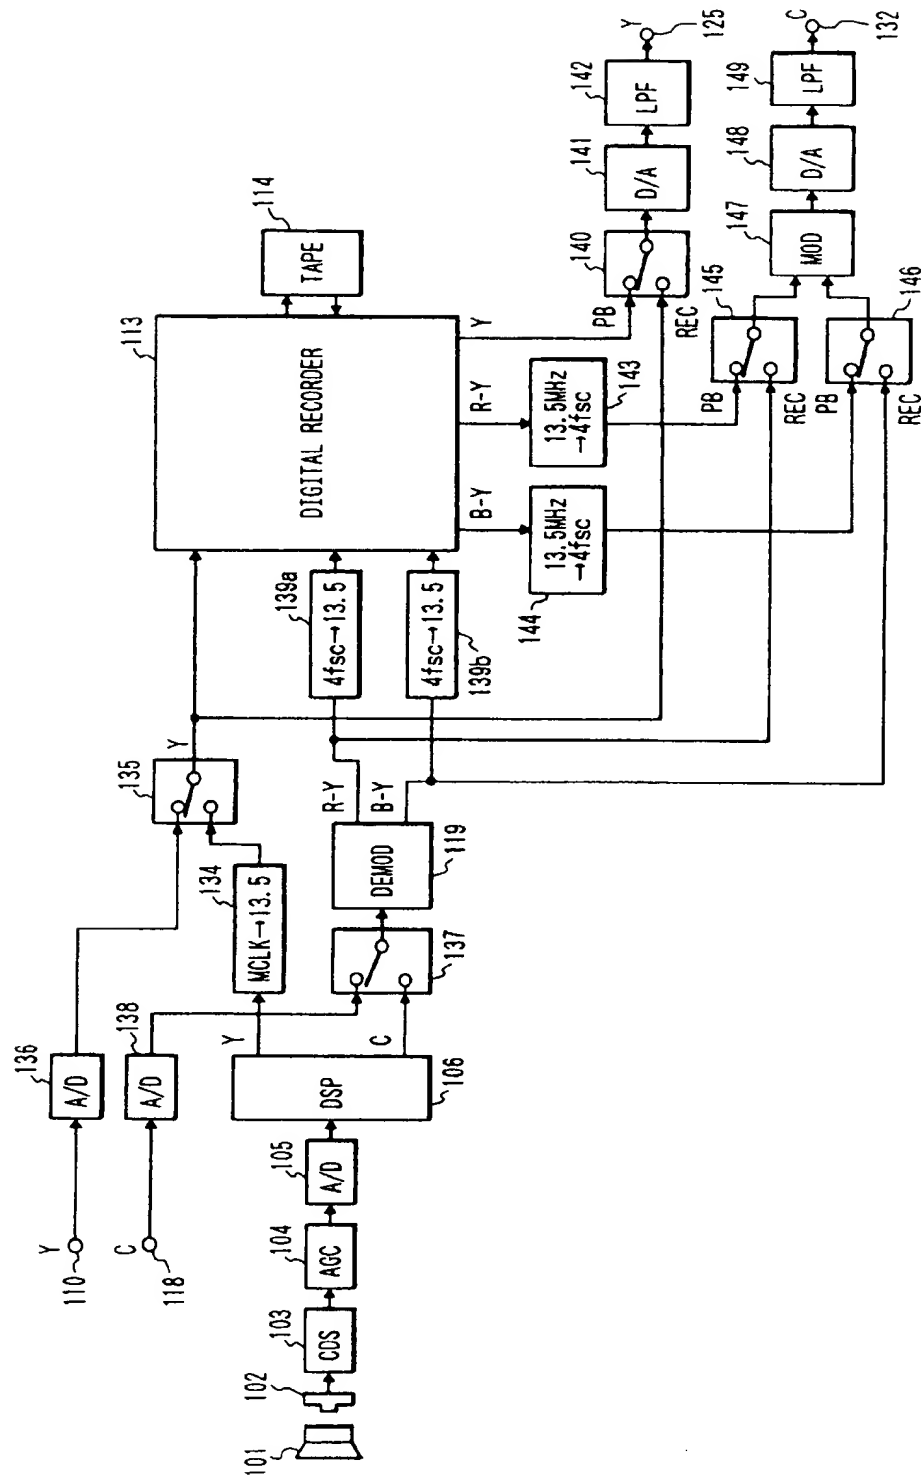 Y
110
C
118
101
102
CDS
103
AGC
104
A/D
105
DSP
106
A/D
136
A/D
138
Y
C
MCLK→13.5
134
135
Y
137
DEMOD
119
R-Y
B-Y
4fsc→13.5
139a
4fsc→13.5
139b
DIGITAL RECORDER
113
TAPE
114
Y
R-Y
B-Y
13.5MHz
→4fsc
143
13.5MHz
→4fsc
144
PB
REC
140
D/A
141
LPF
142
Y
125
PB
REC
145
PB
REC
146
MOD
147
D/A
148
LPF
149
C
132